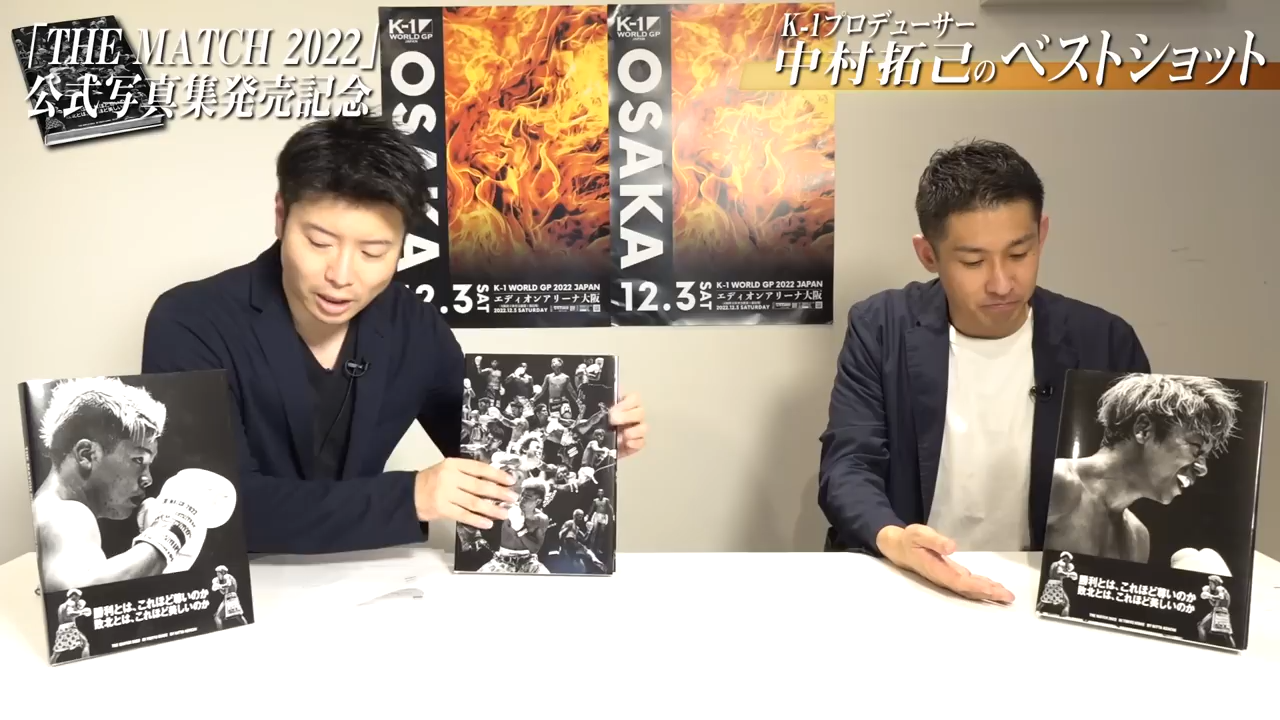 「THE MATCH 2022」
公式写真集発売記念
K-1プロデューサー
中村拓己のベストショット
K-1
WORLD GP
JAPAN
OSAKA
12.3 SAT
K-1 WORLD GP 2022 JAPAN
エディオンアリーナ大阪
2022.12.3 SATURDAY
K-1
WORLD GP
JAPAN
OSAKA
12.3 SAT
K-1 WORLD GP 2022 JAPAN
エディオンアリーナ大阪
2022.12.3 SATURDAY
勝利とは、これほど尊いのか
敗北とは、これほど美しいのか
勝利とは、これほど尊いのか
敗北とは、これほど美しいのか